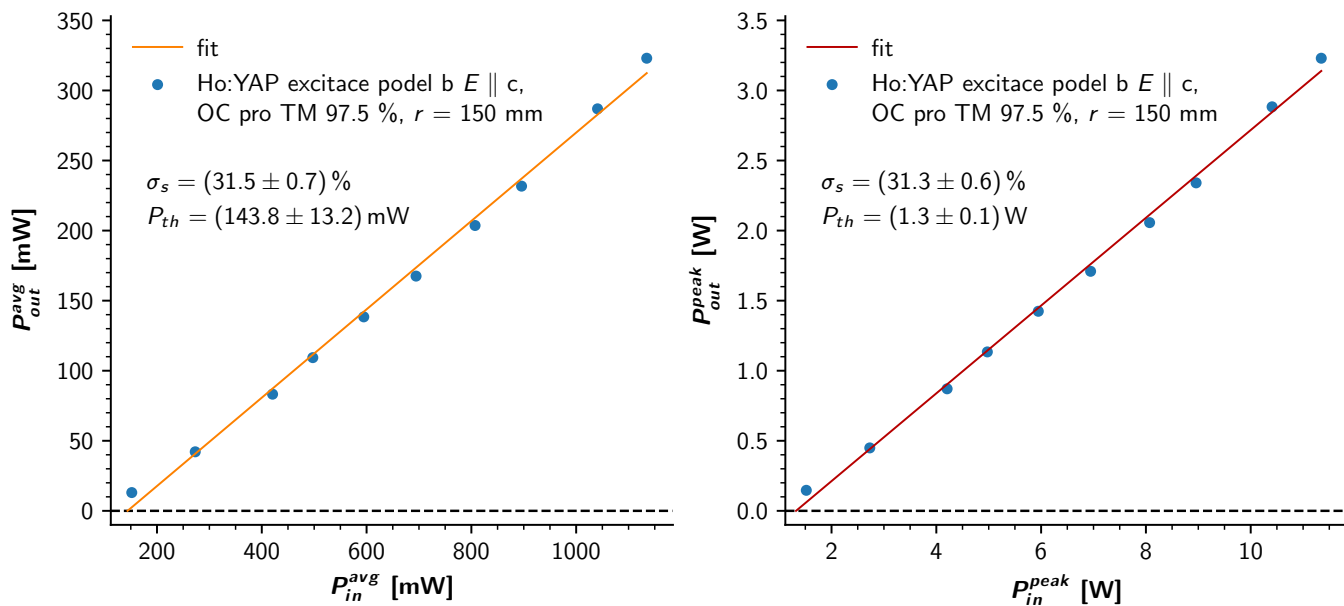 350
300
250
200
150
100
50
0
P_out^avg [mW]
fit
Ho:YAP excitace podel b E ∥ c,
OC pro TM 97.5 %, r = 150 mm
σ_s = (31.5 ± 0.7) %
P_th = (143.8 ± 13.2) mW
200 400 600 800 1000
P_in^avg [mW]
3.5
3.0
2.5
2.0
1.5
1.0
0.5
0.0
P_out^peak [W]
fit
Ho:YAP excitace podel b E ∥ c,
OC pro TM 97.5 %, r = 150 mm
σ_s = (31.3 ± 0.6) %
P_th = (1.3 ± 0.1) W
2 4 6 8 10
P_in^peak [W]